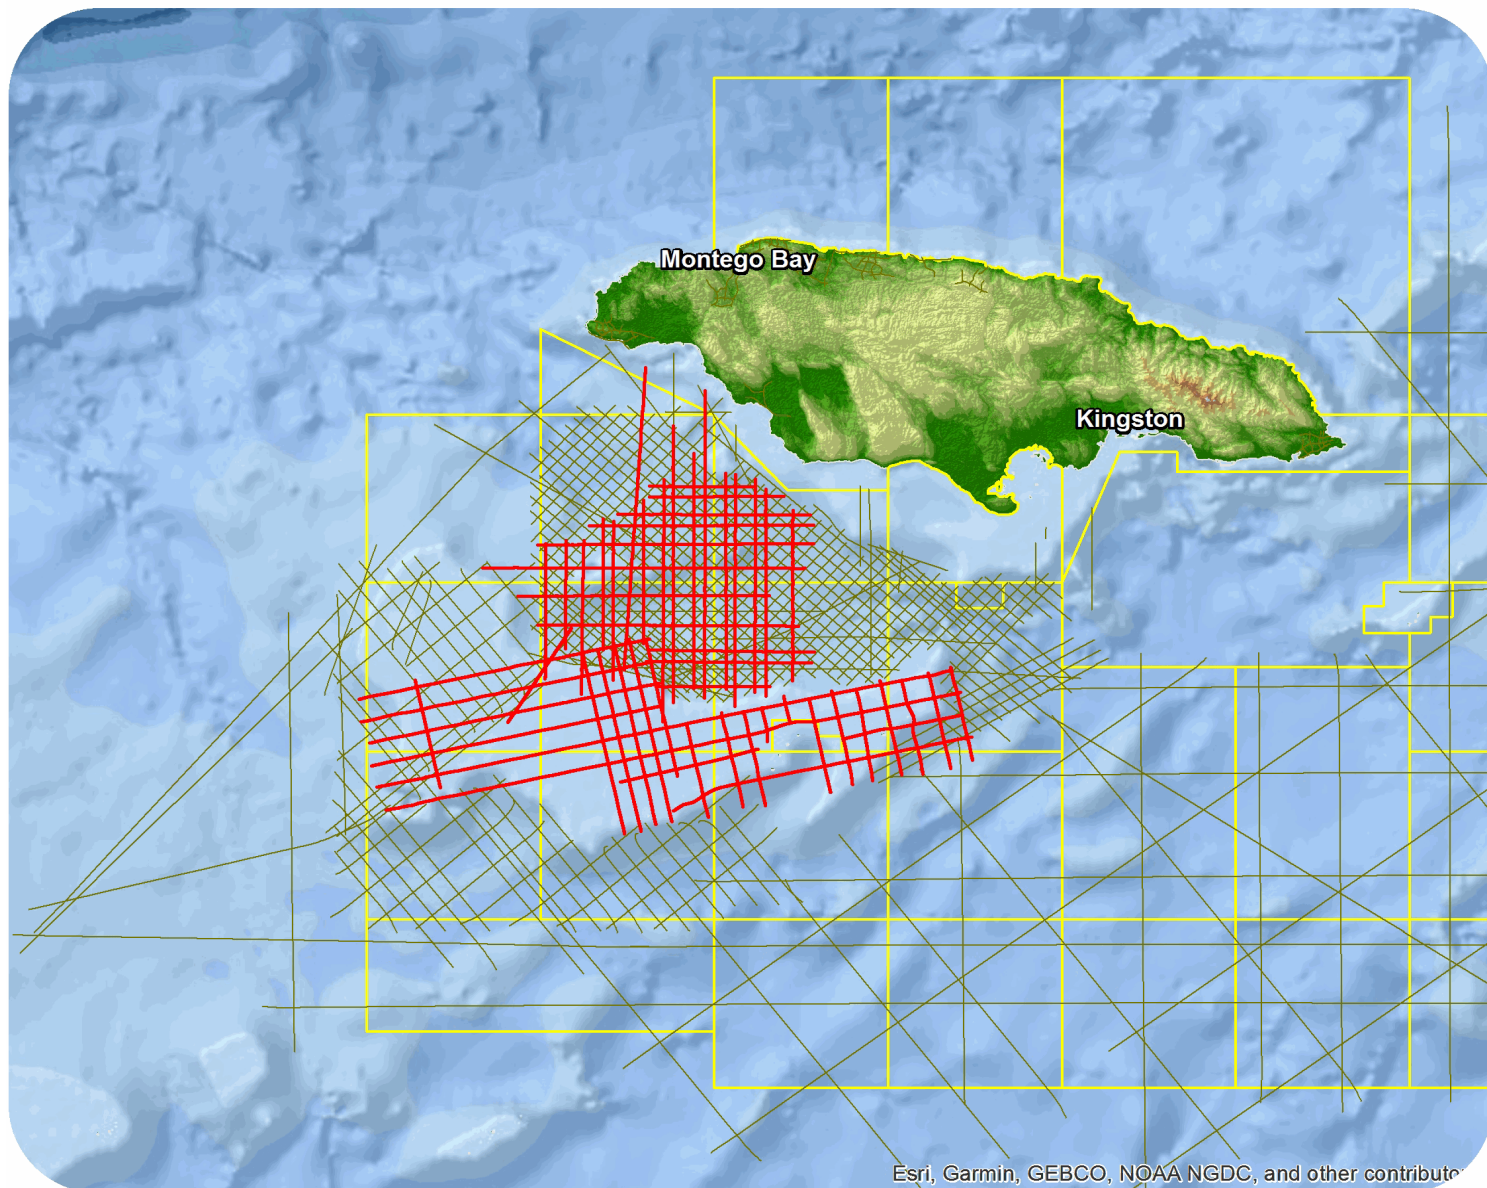 Montego Bay
Kingston
Esri, Garmin, GEBCO, NOAA NGDC, and other contributo